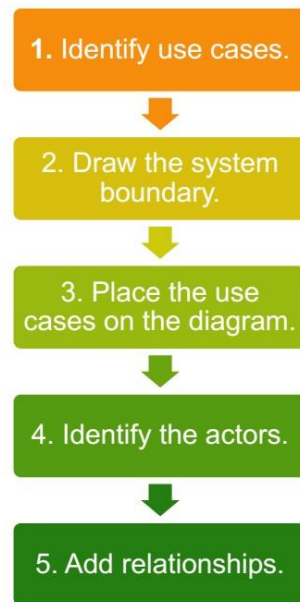 1. Identify use cases.
2. Draw the system
boundary.
3. Place the use
cases on the diagram.
4. Identify the actors.
5. Add relationships.